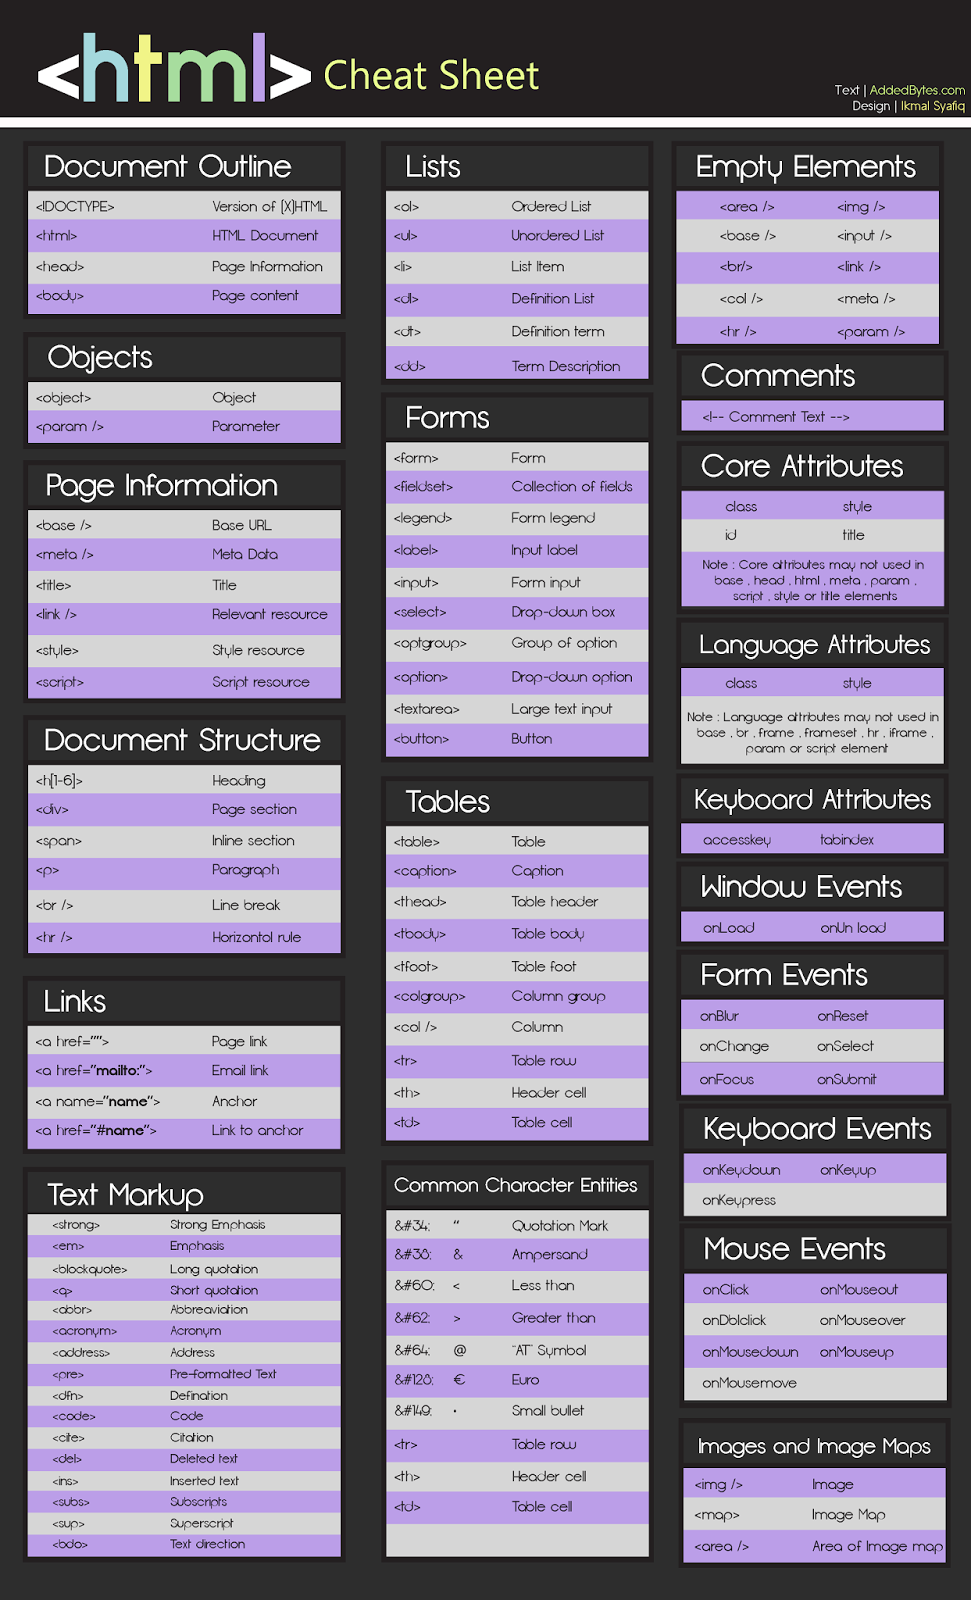 <html> Cheat Sheet
Text | AddedBytes.com
Design | Ikmal Syafiq
Document Outline
<!DOCTYPE> Version of (X)HTML
<html> HTML Document
<head> Page Information
<body> Page content
Objects
<object> Object
<param /> Parameter
Page Information
<base /> Base URL
<meta /> Meta Data
<title> Title
<link /> Relevant resource
<style> Style resource
<script> Script resource
Document Structure
<h[1-6]> Heading
<div> Page section
<span> Inline section
<p> Paragraph
<br /> Line break
<hr /> Horizontol rule
Links
<a href=""> Page link
<a href="mailto:"> Email link
<a name="name"> Anchor
<a href="#name"> Link to anchor
Text Markup
<strong> Strong Emphasis
<em> Emphasis
<blockquote> Long quotation
<q> Short quotation
<abbr> Abbreaviation
<acronym> Acronym
<address> Address
<pre> Pre-formatted Text
<dfn> Defination
<code> Code
<cite> Citation
<del> Deleted text
<ins> Inserted text
<subs> Subscripts
<sup> Superscript
<bdo> Text direction
Lists
<ol> Ordered List
<ul> Unordered List
<li> List Item
<dl> Definition List
<dt> Definition term
<dd> Term Description
Forms
<form> Form
<fieldset> Collection of fields
<legend> Form legend
<label> Input label
<input> Form input
<select> Drop-down box
<optgroup> Group of option
<option> Drop-down option
<textarea> Large text input
<button> Button
Tables
<table> Table
<caption> Caption
<thead> Table header
<tbody> Table body
<tfoot> Table foot
<colgroup> Column group
<col /> Column
<tr> Table row
<th> Header cell
<td> Table cell
Common Character Entities
&#34; “ Quotation Mark
&#38; & Ampersand
&#60; < Less than
&#62; > Greater than
&#64; @ "AT" Symbol
&#128; € Euro
&#149; • Small bullet
<tr> Table row
<th> Header cell
<td> Table cell
Empty Elements
<area /> <img />
<base /> <input />
<br/> <link />
<col /> <meta />
<hr /> <param />
Comments
<!-- Comment Text -->
Core Attributes
class style
id title
Note : Core attributes may not used in
base , head , html , meta , param ,
script , style or title elements
Language Attributes
class style
Note : Language attributes may not used in
base , br , frame , frameset , hr , iframe ,
param or script element
Keyboard Attributes
accesskey tabindex
Window Events
onLoad onUn load
Form Events
onBlur onReset
onChange onSelect
onFocus onSubmit
Keyboard Events
onKeydown onKeyup
onKeypress
Mouse Events
onClick onMouseout
onDblclick onMouseover
onMousedown onMouseup
onMousemove
Images and Image Maps
<img /> Image
<map> Image Map
<area /> Area of Image map